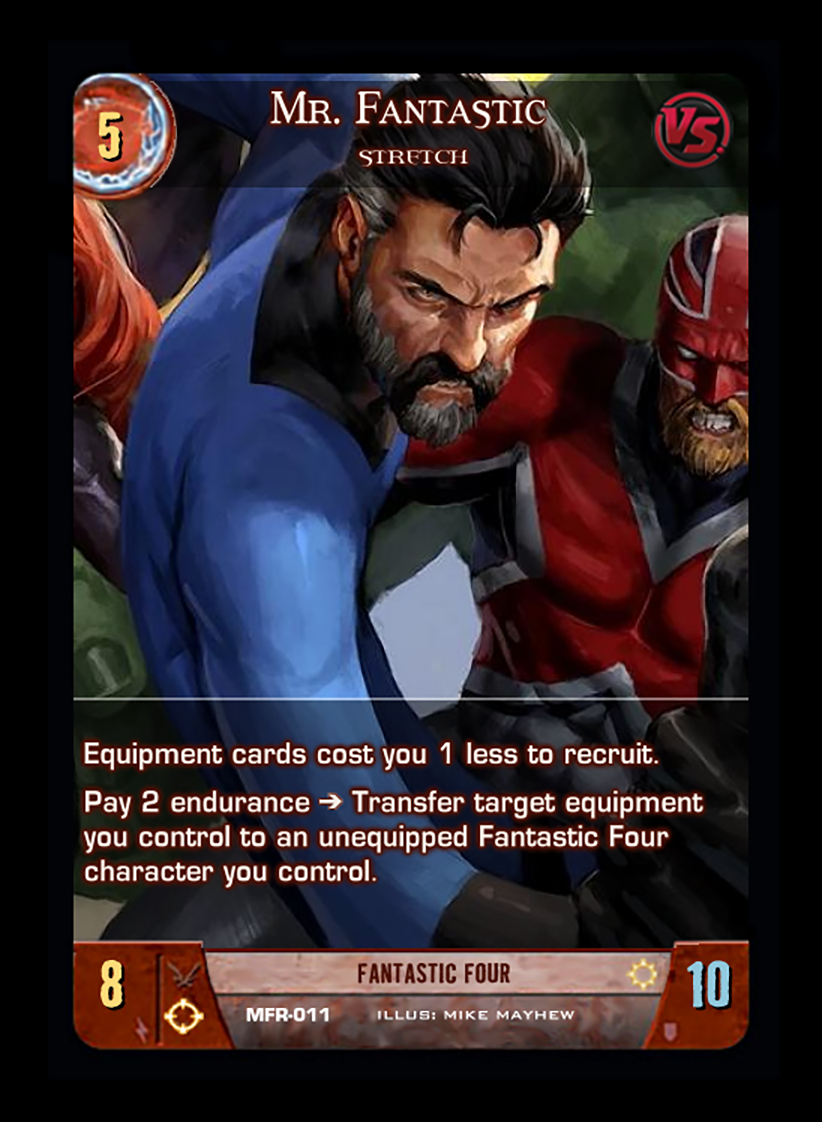 5
MR. FANTASTIC
VS.
STRETCH
Equipment cards cost you 1 less to recruit.
Pay 2 endurance ➔ Transfer target equipment
you control to an unequipped Fantastic Four
character you control.
8
FANTASTIC FOUR
10
MFR-011 ILLUS: MIKE MAYHEW